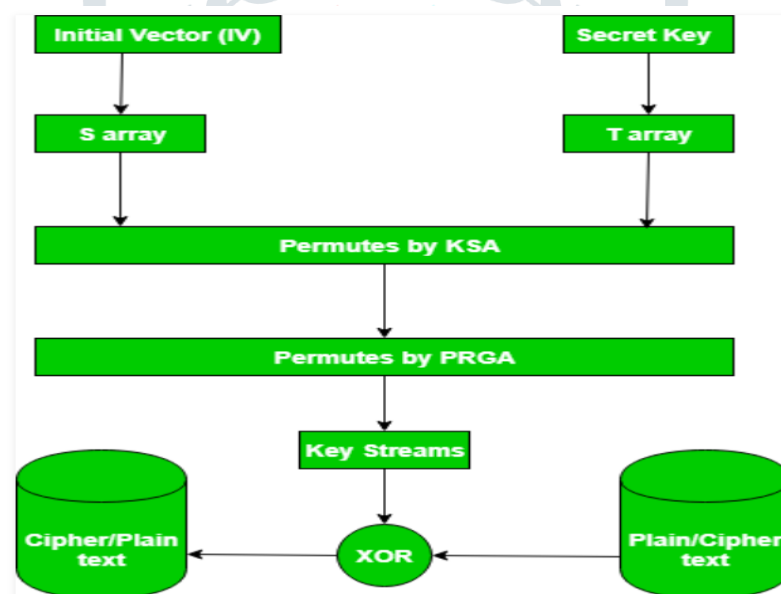 Initial Vector (IV)
Secret Key
S array
T array
Permutes by KSA
Permutes by PRGA
Key Streams
Cipher/Plain
text
XOR
Plain/Cipher
text